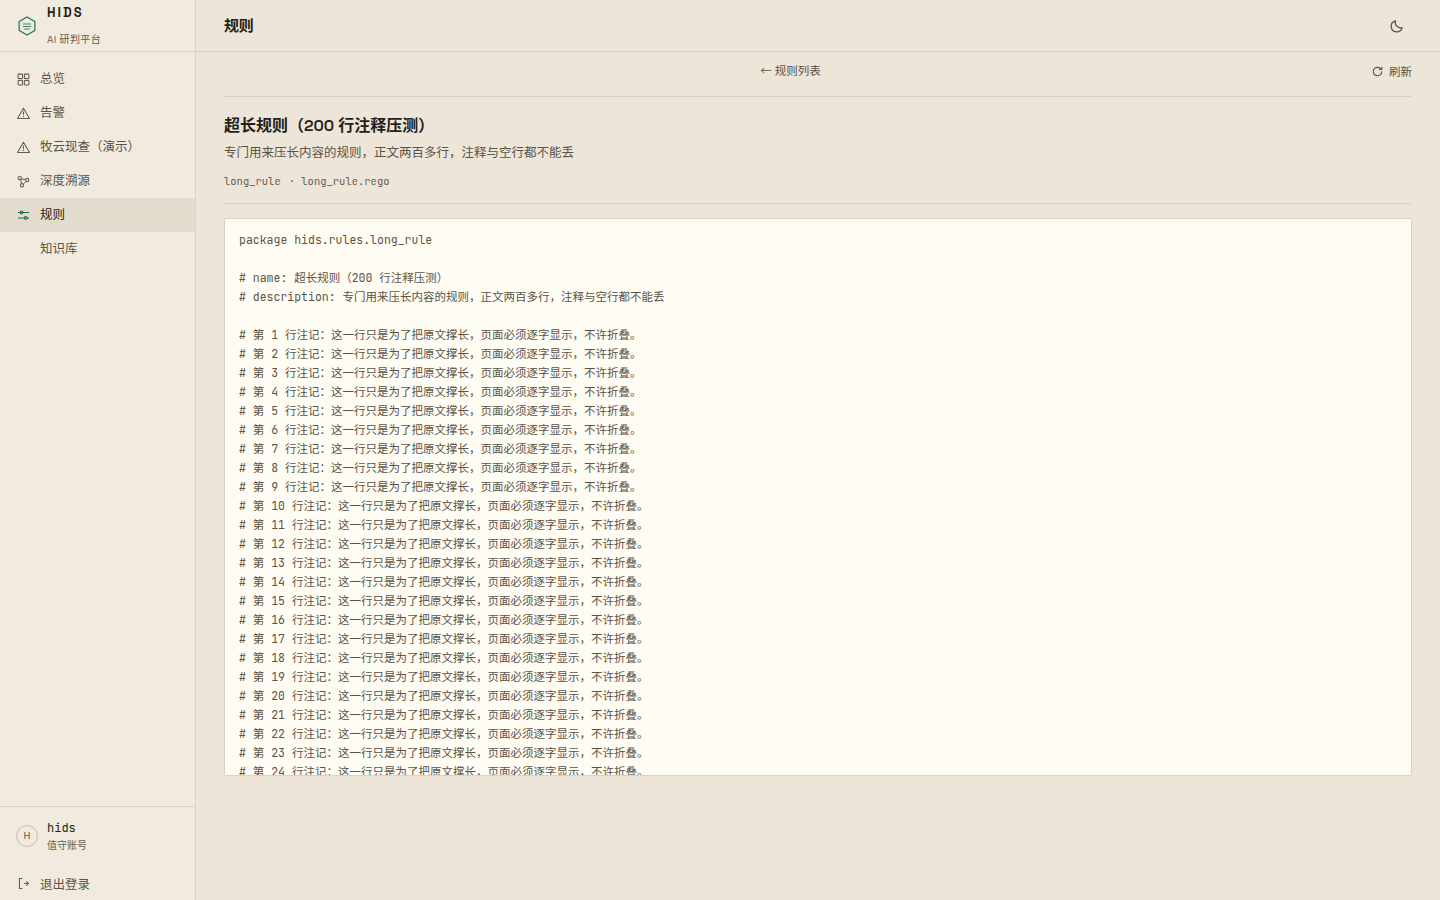 HIDS
AI 研判平台
总览
告警
牧云现查（演示）
深度溯源
规则
知识库
H
hids
值守账号
退出登录
规则
← 规则列表
刷新
超长规则（200 行注释压测）
专门用来压长内容的规则，正文两百多行，注释与空行都不能丢
long_rule · long_rule.rego
package hids.rules.long_rule
# name: 超长规则（200 行注释压测）
# description: 专门用来压长内容的规则，正文两百多行，注释与空行都不能丢
# 第 1 行注记：这一行只是为了把原文撑长，页面必须逐字显示，不许折叠。
# 第 2 行注记：这一行只是为了把原文撑长，页面必须逐字显示，不许折叠。
# 第 3 行注记：这一行只是为了把原文撑长，页面必须逐字显示，不许折叠。
# 第 4 行注记：这一行只是为了把原文撑长，页面必须逐字显示，不许折叠。
# 第 5 行注记：这一行只是为了把原文撑长，页面必须逐字显示，不许折叠。
# 第 6 行注记：这一行只是为了把原文撑长，页面必须逐字显示，不许折叠。
# 第 7 行注记：这一行只是为了把原文撑长，页面必须逐字显示，不许折叠。
# 第 8 行注记：这一行只是为了把原文撑长，页面必须逐字显示，不许折叠。
# 第 9 行注记：这一行只是为了把原文撑长，页面必须逐字显示，不许折叠。
# 第 10 行注记：这一行只是为了把原文撑长，页面必须逐字显示，不许折叠。
# 第 11 行注记：这一行只是为了把原文撑长，页面必须逐字显示，不许折叠。
# 第 12 行注记：这一行只是为了把原文撑长，页面必须逐字显示，不许折叠。
# 第 13 行注记：这一行只是为了把原文撑长，页面必须逐字显示，不许折叠。
# 第 14 行注记：这一行只是为了把原文撑长，页面必须逐字显示，不许折叠。
# 第 15 行注记：这一行只是为了把原文撑长，页面必须逐字显示，不许折叠。
# 第 16 行注记：这一行只是为了把原文撑长，页面必须逐字显示，不许折叠。
# 第 17 行注记：这一行只是为了把原文撑长，页面必须逐字显示，不许折叠。
# 第 18 行注记：这一行只是为了把原文撑长，页面必须逐字显示，不许折叠。
# 第 19 行注记：这一行只是为了把原文撑长，页面必须逐字显示，不许折叠。
# 第 20 行注记：这一行只是为了把原文撑长，页面必须逐字显示，不许折叠。
# 第 21 行注记：这一行只是为了把原文撑长，页面必须逐字显示，不许折叠。
# 第 22 行注记：这一行只是为了把原文撑长，页面必须逐字显示，不许折叠。
# 第 23 行注记：这一行只是为了把原文撑长，页面必须逐字显示，不许折叠。
# 第 24 行注记：这一行只是为了把原文撑长，页面必须逐字显示，不许折叠。